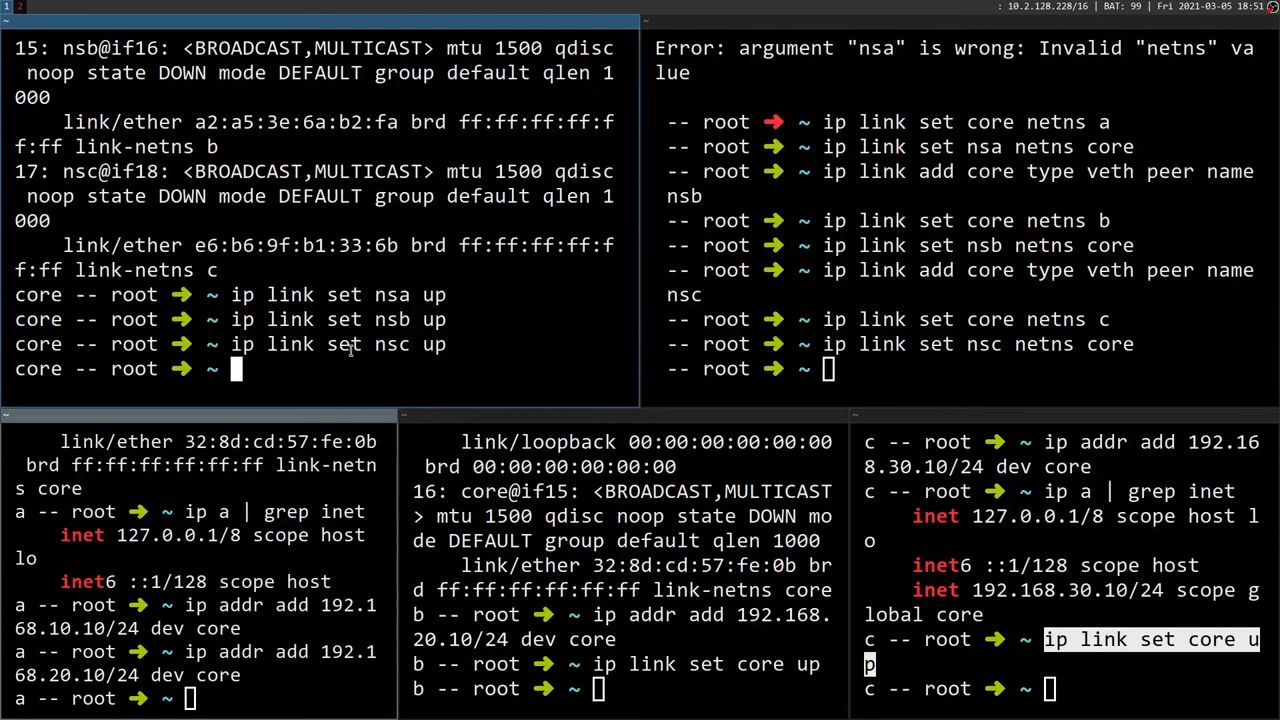 1 2 : 10.2.128.228/16 | BAT: 99 | Fri 2021-03-05 18:51
~
15: nsb@if16: <BROADCAST,MULTICAST> mtu 1500 qdisc
 noop state DOWN mode DEFAULT group default qlen 1
000
    link/ether a2:a5:3e:6a:b2:fa brd ff:ff:ff:ff:f
f:ff link-netns b
17: nsc@if18: <BROADCAST,MULTICAST> mtu 1500 qdisc
 noop state DOWN mode DEFAULT group default qlen 1
000
    link/ether e6:b6:9f:b1:33:6b brd ff:ff:ff:ff:f
f:ff link-netns c
core -- root ➜ ~ ip link set nsa up
core -- root ➜ ~ ip link set nsb up
core -- root ➜ ~ ip link set nsc up
core -- root ➜ ~
~
Error: argument "nsa" is wrong: Invalid "netns" va
lue
 -- root ➜ ~ ip link set core netns a
 -- root ➜ ~ ip link set nsa netns core
 -- root ➜ ~ ip link add core type veth peer name
 nsb
 -- root ➜ ~ ip link set core netns b
 -- root ➜ ~ ip link set nsb netns core
 -- root ➜ ~ ip link add core type veth peer name
 nsc
 -- root ➜ ~ ip link set core netns c
 -- root ➜ ~ ip link set nsc netns core
 -- root ➜ ~
~
    link/ether 32:8d:cd:57:fe:0b
 brd ff:ff:ff:ff:ff:ff link-netn
s core
a -- root ➜ ~ ip a | grep inet
    inet 127.0.0.1/8 scope host
lo
    inet6 ::1/128 scope host
a -- root ➜ ~ ip addr add 192.1
68.10.10/24 dev core
a -- root ➜ ~ ip addr add 192.1
68.20.10/24 dev core
a -- root ➜ ~
~
    link/loopback 00:00:00:00:00:00
 brd 00:00:00:00:00:00
16: core@if15: <BROADCAST,MULTICAST
> mtu 1500 qdisc noop state DOWN mo
de DEFAULT group default qlen 1000
    link/ether 32:8d:cd:57:fe:0b br
d ff:ff:ff:ff:ff:ff link-netns core
b -- root ➜ ~ ip addr add 192.168.
20.10/24 dev core
b -- root ➜ ~ ip link set core up
b -- root ➜ ~
~
c -- root ➜ ~ ip addr add 192.16
8.30.10/24 dev core
c -- root ➜ ~ ip a | grep inet
    inet 127.0.0.1/8 scope host l
o
    inet6 ::1/128 scope host
    inet 192.168.30.10/24 scope g
lobal core
c -- root ➜ ~ ip link set core u
p
c -- root ➜ ~